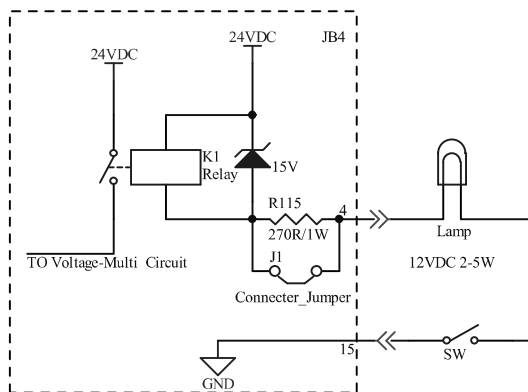 JB4
24VDC
24VDC
K1
Relay
15V
R115
270R/1W
4
J1
Connecter_Jumper
TO Voltage-Multi Circuit
Lamp
12VDC 2-5W
15
SW
GND